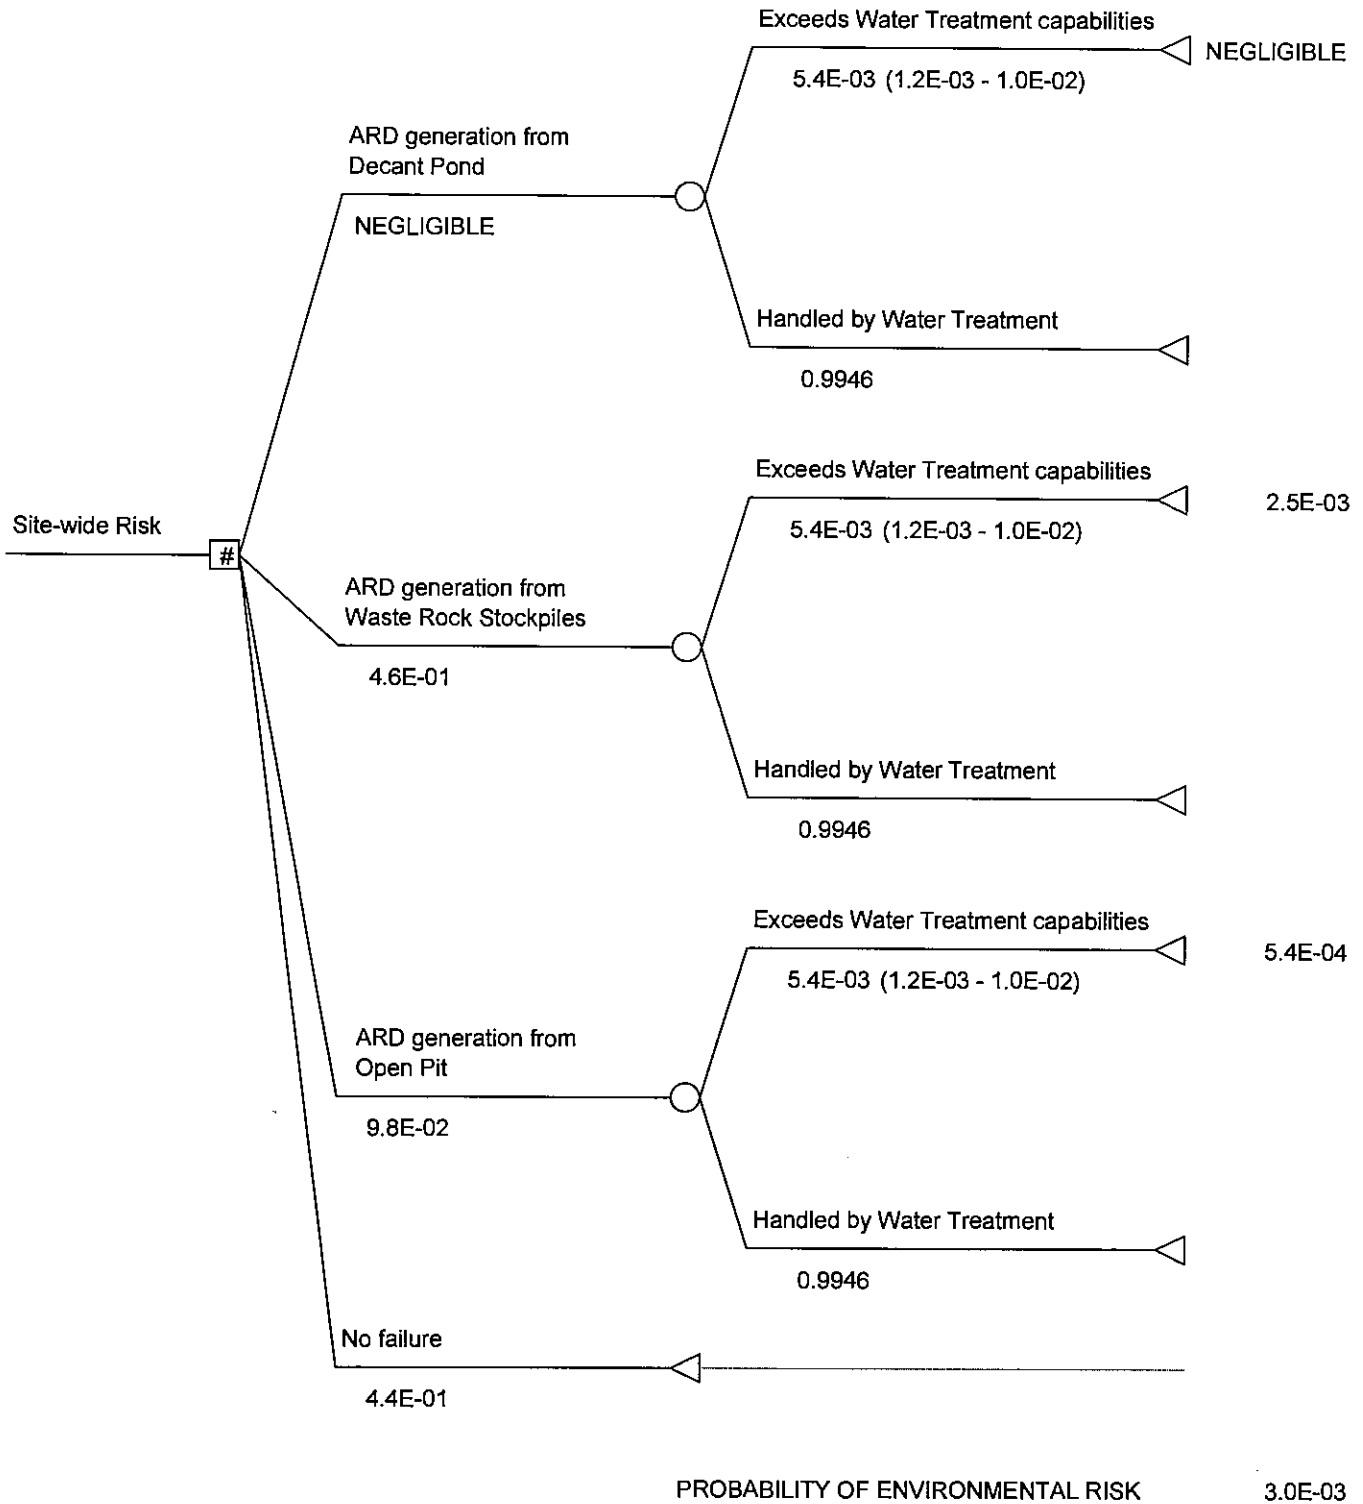 Exceeds Water Treatment capabilities
NEGLIGIBLE
5.4E-03 (1.2E-03 - 1.0E-02)
ARD generation from
Decant Pond
NEGLIGIBLE
Handled by Water Treatment
0.9946
Exceeds Water Treatment capabilities
2.5E-03
5.4E-03 (1.2E-03 - 1.0E-02)
Site-wide Risk
#
ARD generation from
Waste Rock Stockpiles
4.6E-01
Handled by Water Treatment
0.9946
Exceeds Water Treatment capabilities
5.4E-04
5.4E-03 (1.2E-03 - 1.0E-02)
ARD generation from
Open Pit
9.8E-02
Handled by Water Treatment
0.9946
No failure
4.4E-01
PROBABILITY OF ENVIRONMENTAL RISK 3.0E-03